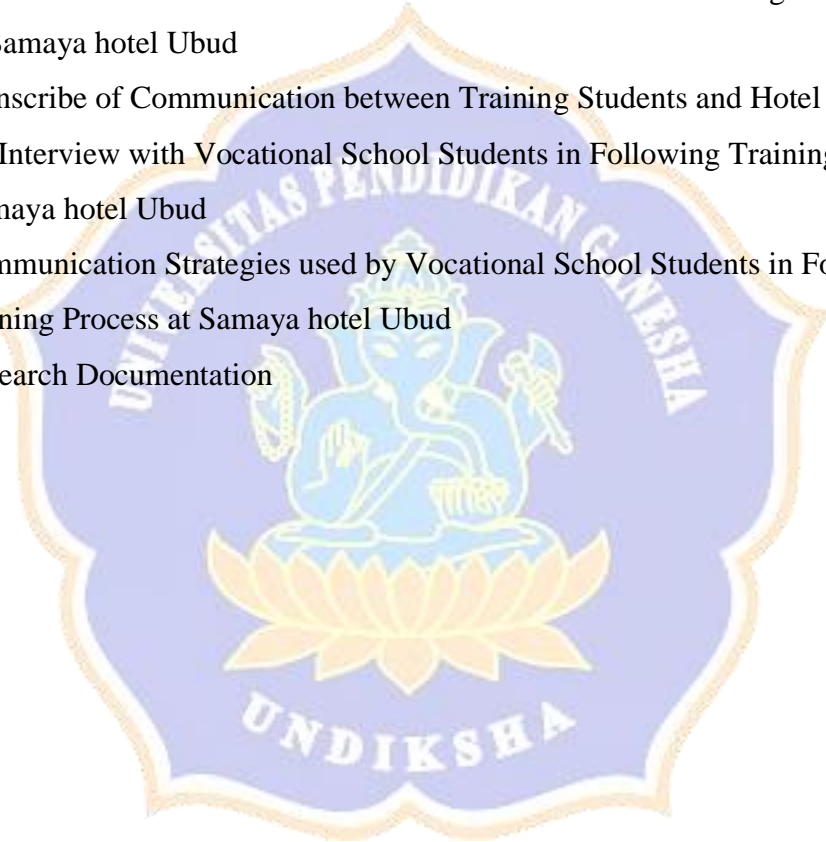 Samaya hotel Ubud
nscribe of Communication between Training Students and Hotel
Interview with Vocational School Students in Following Training
maya hotel Ubud
mmunication Strategies used by Vocational School Students in Fo
ning Process at Samaya hotel Ubud
earch Documentation
UNIVERSITAS PENDIDIKAN GANESHA
UNDIKSHA